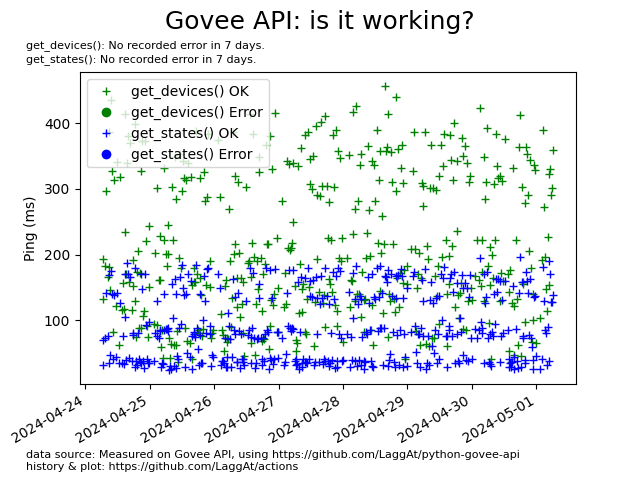 Govee API: is it working?
get_devices(): No recorded error in 7 days.
get_states(): No recorded error in 7 days.
get_devices() OK
get_devices() Error
get_states() OK
get_states() Error
Ping (ms)
400
300
200
100
2024-04-24
2024-04-25
2024-04-26
2024-04-27
2024-04-28
2024-04-29
2024-04-30
2024-05-01
data source: Measured on Govee API, using https://github.com/LaggAt/python-govee-api
history & plot: https://github.com/LaggAt/actions